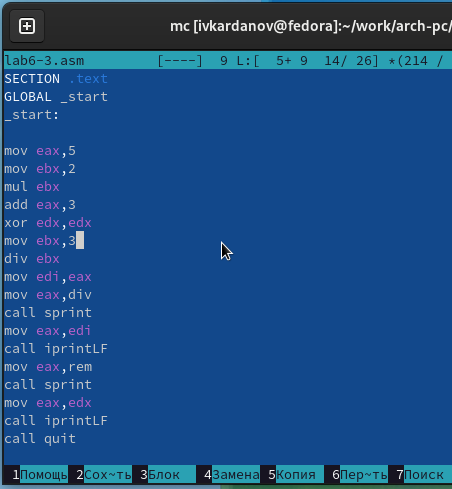 mc [ivkardanov@fedora]:~/work/arch-pc/
lab6-3.asm [----] 9 L:[ 5+ 9 14/ 26] *(214 /
SECTION .text
GLOBAL _start
_start:
mov eax,5
mov ebx,2
mul ebx
add eax,3
xor edx,edx
mov ebx,3
div ebx
mov edi,eax
mov eax,div
call sprint
mov eax,edi
call iprintLF
mov eax,rem
call sprint
mov eax,edx
call iprintLF
call quit
1Помощь 2Сох~ть 3Блок 4Замена 5Копия 6Пер~ть 7Поиск